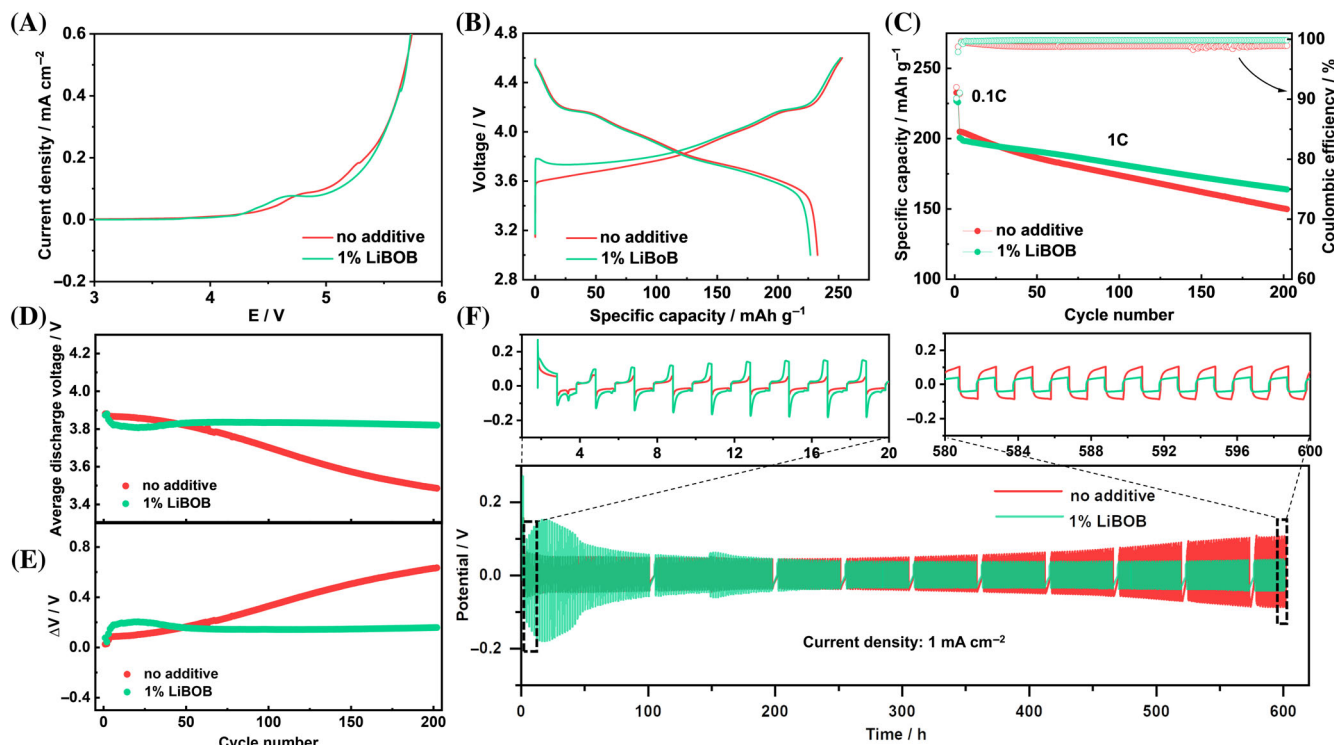 (A)
Current density / mA cm−2
0.6
0.4
0.2
0.0
−0.2
no additive
1% LiBOB
3
4
5
6
E / V
(B)
Voltage / V
4.8
4.4
4.0
3.6
3.2
2.8
no additive
1% LiBoB
0
50
100
150
200
250
Specific capacity / mAh g−1
(C)
Specific capacity / mAh g−1
250
225
200
175
150
100
0.1C
1C
no additive
1% LiBOB
100
90
80
70
60
Coulombic efficiency / %
0
50
100
150
200
Cycle number
(D)
Average discharge voltage / V
4.2
4.0
3.8
3.6
3.4
no additive
1% LiBOB
(E)
ΔV / V
0.8
0.4
0.0
−0.4
no additive
1% LiBOB
0
25
50
75
100
125
150
175
200
Cycle number
(F)
0.2
0.0
−0.2
4
8
12
16
20
0.2
0.0
−0.2
580
584
588
592
596
600
Potential / V
0.2
0.0
−0.2
no additive
1% LiBOB
Current density: 1 mA cm−2
0
100
200
300
400
500
600
Time / h